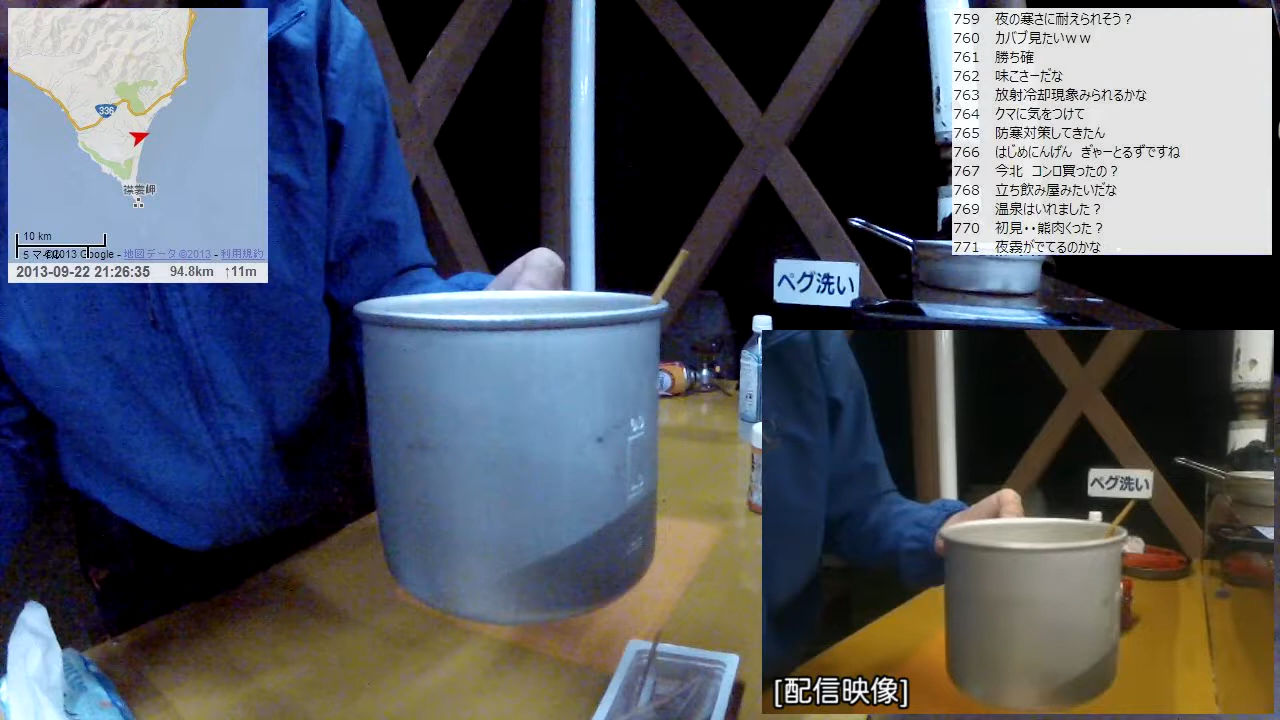 336
襟裳岬
10 km
5 マイル
©2013 Google - 地図データ ©2013 - 利用規約
2013-09-22 21:26:35 94.8km ↑11m
759 夜の寒さに耐えられそう？
760 カバブ見たいｗｗ
761 勝ち確
762 味こさーだな
763 放射冷却現象みられるかな
764 クマに気をつけて
765 防寒対策してきたん
766 はじめにんげん ぎゃーとるずですね
767 今北 コンロ買ったの？
768 立ち飲み屋みたいだな
769 温泉はいれました？
770 初見・・熊肉くった？
771 夜霧がでてるのかな
ペグ洗い
ペグ洗い
[配信映像]